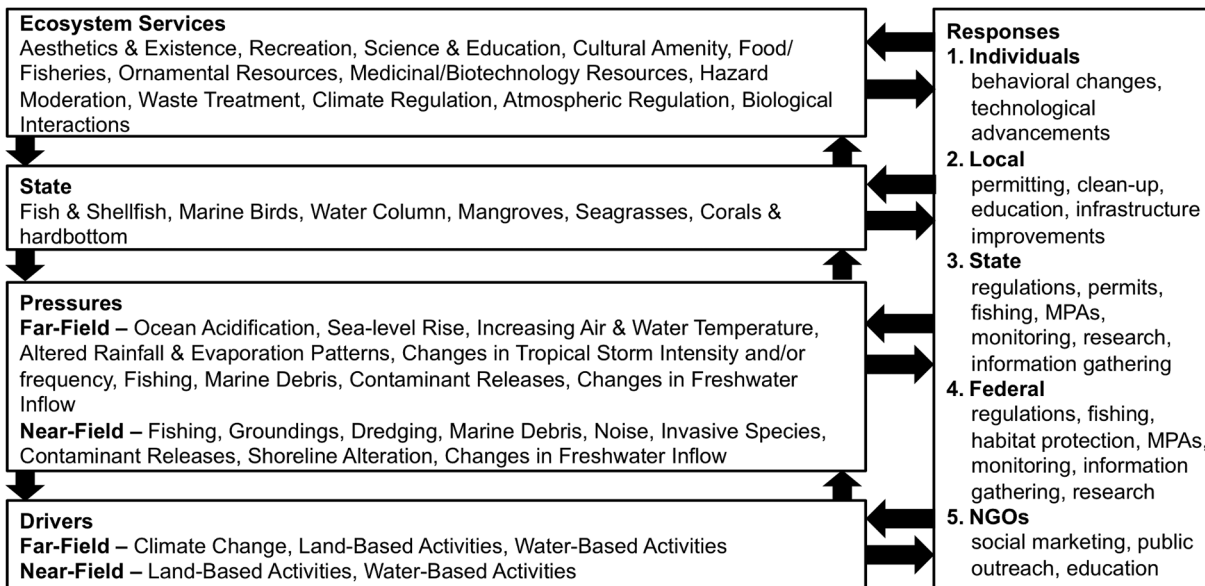 Ecosystem Services
Aesthetics & Existence, Recreation, Science & Education, Cultural Amenity, Food/
Fisheries, Ornamental Resources, Medicinal/Biotechnology Resources, Hazard
Moderation, Waste Treatment, Climate Regulation, Atmospheric Regulation, Biological
Interactions
State
Fish & Shellfish, Marine Birds, Water Column, Mangroves, Seagrasses, Corals &
hardbottom
Pressures
Far-Field – Ocean Acidification, Sea-level Rise, Increasing Air & Water Temperature,
Altered Rainfall & Evaporation Patterns, Changes in Tropical Storm Intensity and/or
frequency, Fishing, Marine Debris, Contaminant Releases, Changes in Freshwater
Inflow
Near-Field – Fishing, Groundings, Dredging, Marine Debris, Noise, Invasive Species,
Contaminant Releases, Shoreline Alteration, Changes in Freshwater Inflow
Drivers
Far-Field – Climate Change, Land-Based Activities, Water-Based Activities
Near-Field – Land-Based Activities, Water-Based Activities
Responses
1. Individuals
behavioral changes,
technological
advancements
2. Local
permitting, clean-up,
education, infrastructure
improvements
3. State
regulations, permits,
fishing, MPAs,
monitoring, research,
information gathering
4. Federal
regulations, fishing,
habitat protection, MPAs,
monitoring, information
gathering, research
5. NGOs
social marketing, public
outreach, education